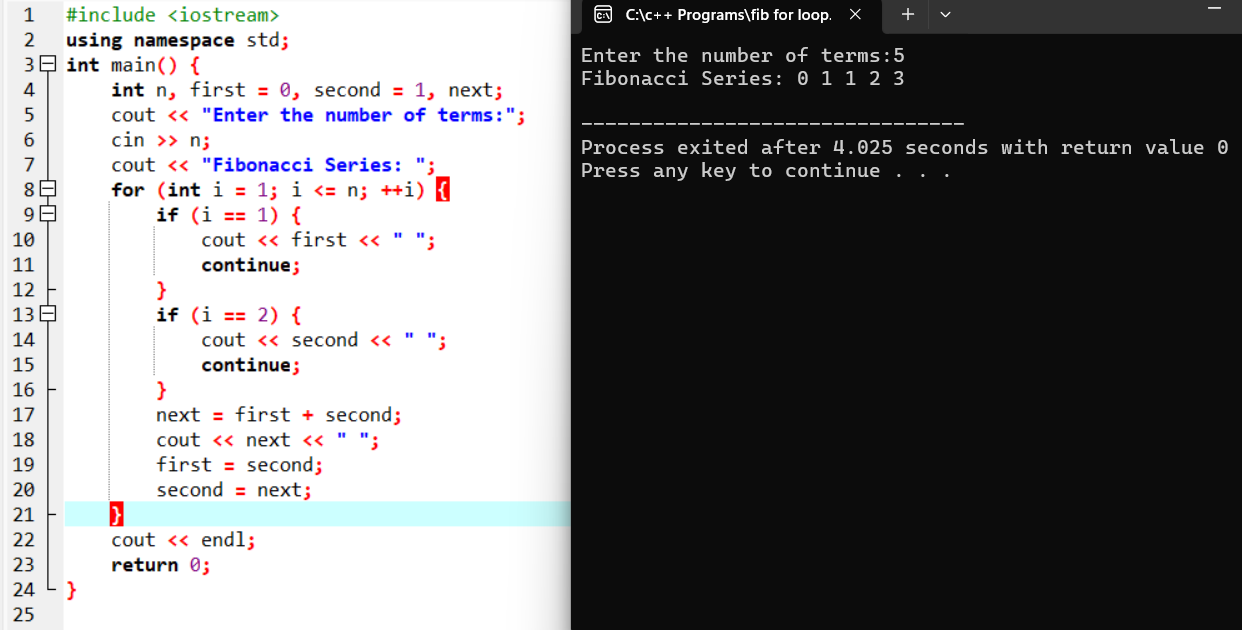 1 #include <iostream>
2 using namespace std;
3 int main() {
4 int n, first = 0, second = 1, next;
5 cout << "Enter the number of terms:";
6 cin >> n;
7 cout << "Fibonacci Series: ";
8 for (int i = 1; i <= n; ++i) {
9 if (i == 1) {
10 cout << first << " ";
11 continue;
12 }
13 if (i == 2) {
14 cout << second << " ";
15 continue;
16 }
17 next = first + second;
18 cout << next << " ";
19 first = second;
20 second = next;
21 }
22 cout << endl;
23 return 0;
24 }
25
C:\c++ Programs\fib for loop.
Enter the number of terms:5
Fibonacci Series: 0 1 1 2 3
--------------------------------
Process exited after 4.025 seconds with return value 0
Press any key to continue . . .